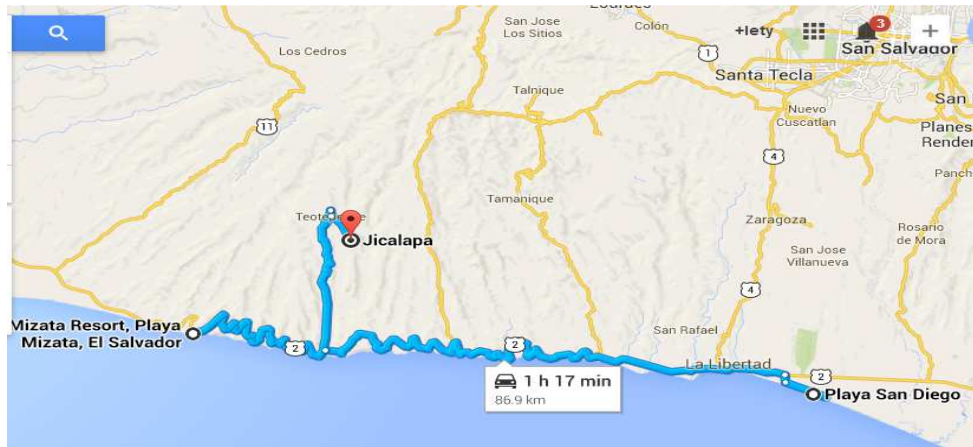 Lourdes
San Jose
Los Sitios
Colón
+lety
3
+
San Salvador
1
Santa Tecla
Los Cedros
Talnique
San
Nuevo
Cuscatlan
Planes
Render
11
4
Panch
Tamanique
Zaragoza
Rosario
de Mora
Jicalapa
San Jose
Villanueva
4
Mizata Resort, Playa
Mizata, El Salvador
2
2
San Rafael
La Libertad
2
1 h 17 min
86.9 km
Playa San Diego